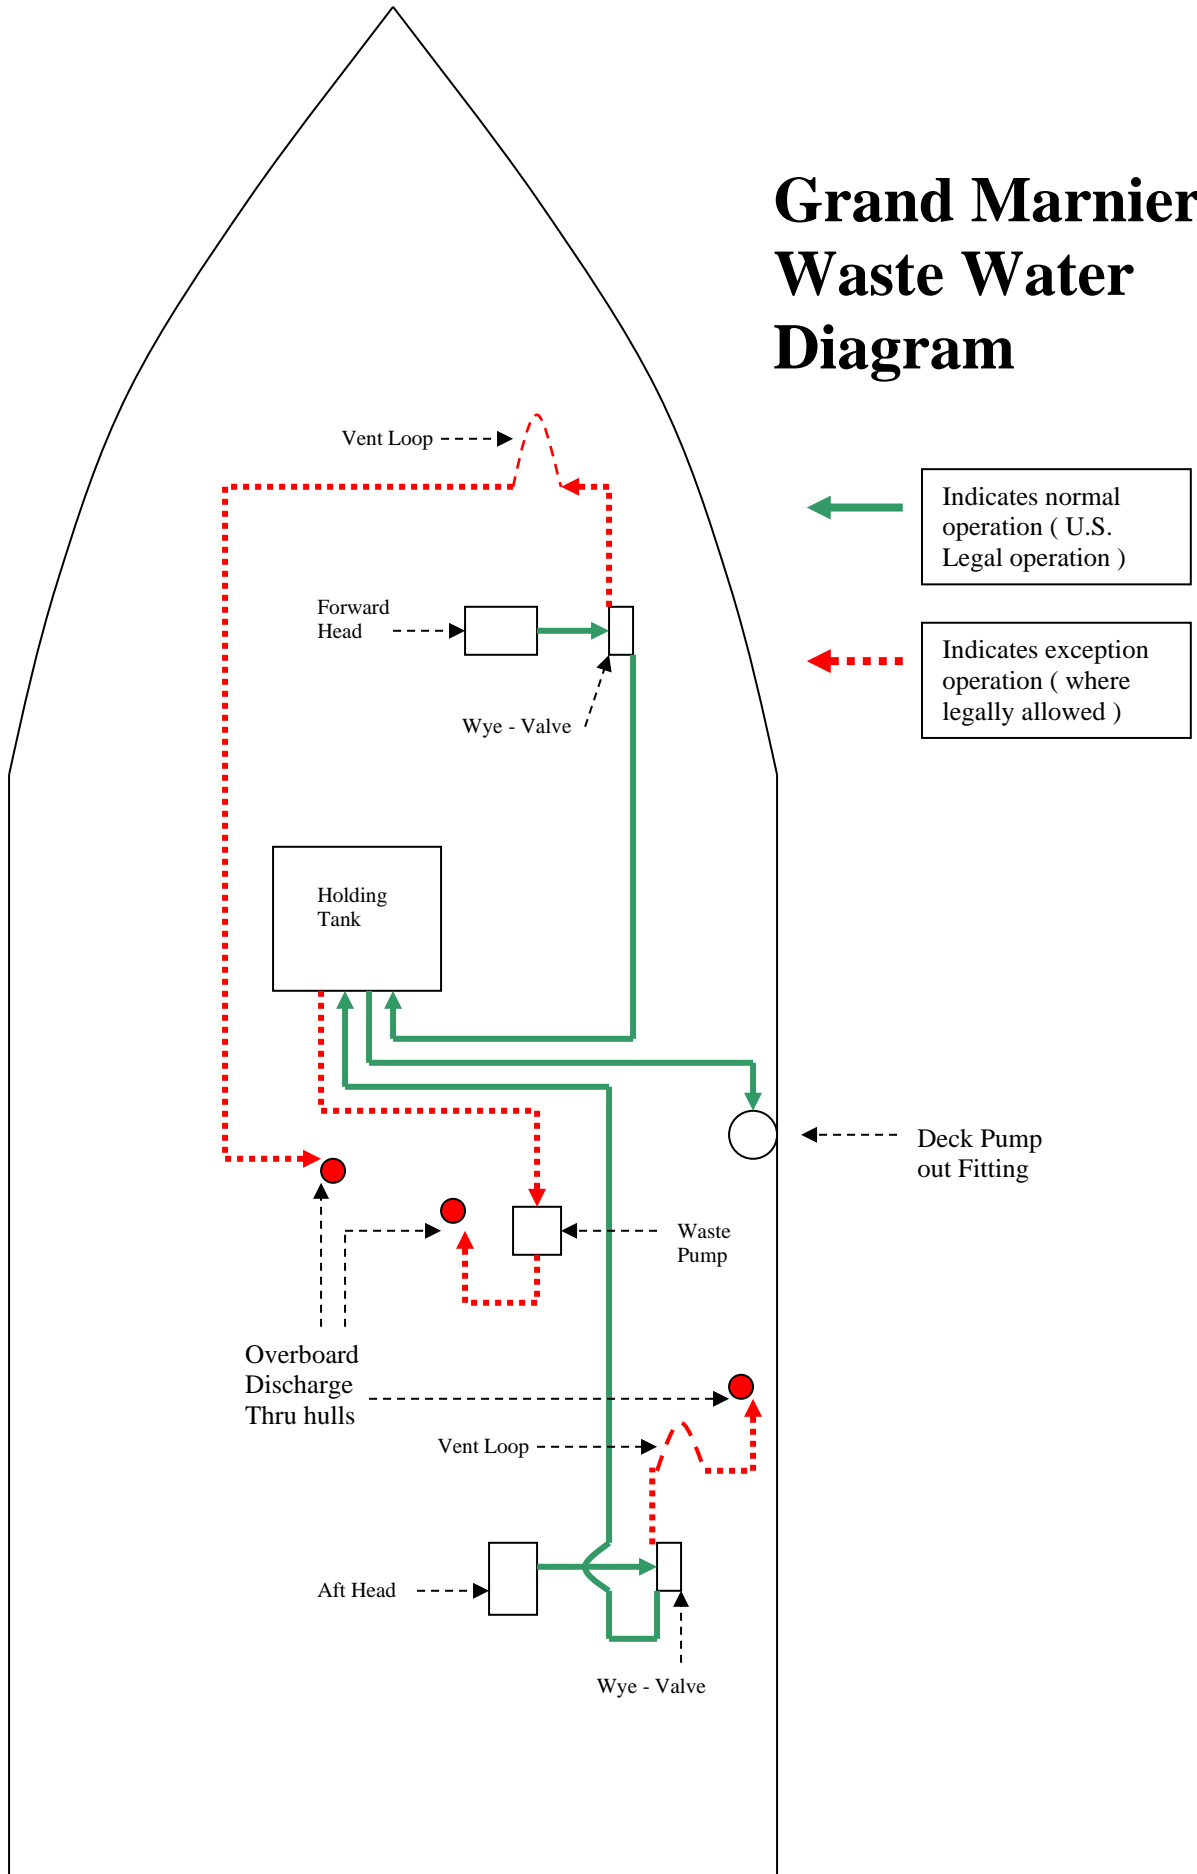 Grand Marnier
Waste Water
Diagram
Vent Loop
Indicates normal
operation ( U.S.
Legal operation )
Forward
Head
Indicates exception
operation ( where
legally allowed )
Wye - Valve
Holding
Tank
Deck Pump
out Fitting
Waste
Pump
Overboard
Discharge
Thru hulls
Vent Loop
Aft Head
Wye - Valve